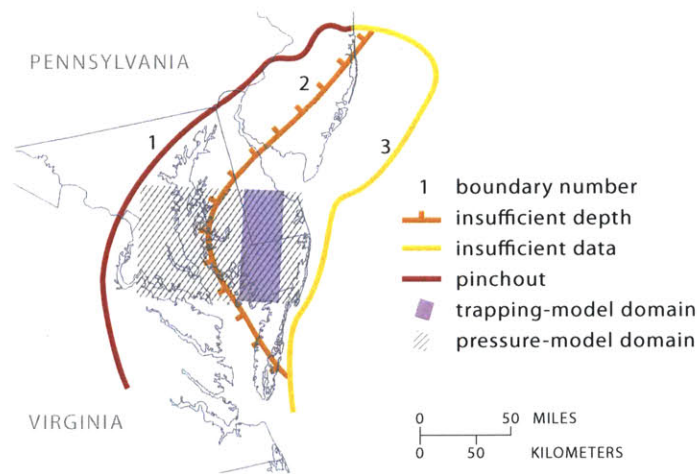 PENNSYLVANIA
2
1
3
1 boundary number
insufficient depth
insufficient data
pinchout
trapping-model domain
pressure-model domain
VIRGINIA
0 50 MILES
0 50 KILOMETERS